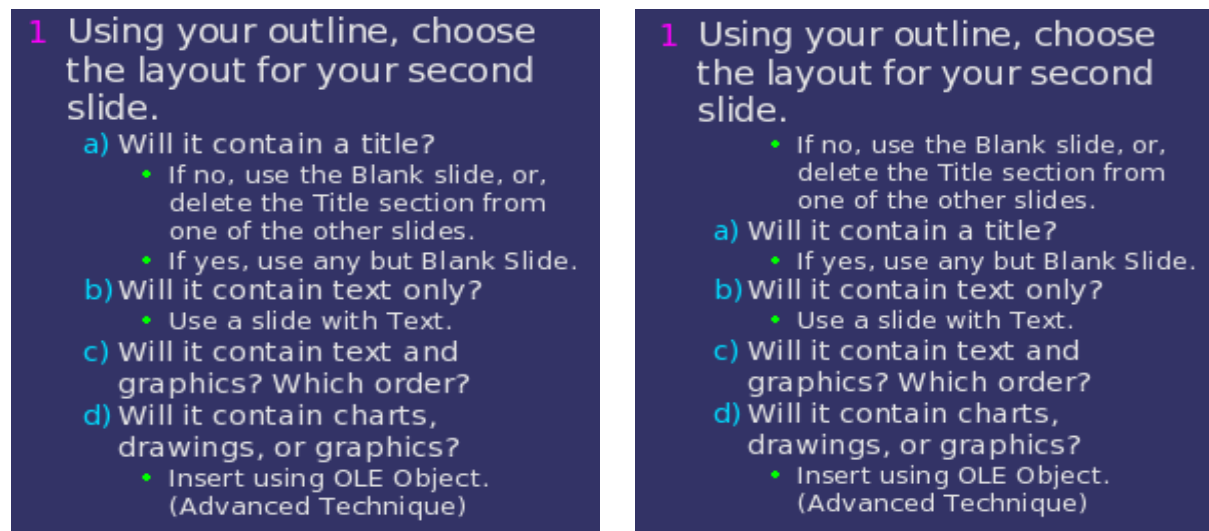 1 Using your outline, choose
the layout for your second
slide.
a) Will it contain a title?
• If no, use the Blank slide, or,
delete the Title section from
one of the other slides.
• If yes, use any but Blank Slide.
b) Will it contain text only?
• Use a slide with Text.
c) Will it contain text and
graphics? Which order?
d) Will it contain charts,
drawings, or graphics?
• Insert using OLE Object.
(Advanced Technique)
1 Using your outline, choose
the layout for your second
slide.
• If no, use the Blank slide, or,
delete the Title section from
one of the other slides.
a) Will it contain a title?
• If yes, use any but Blank Slide.
b) Will it contain text only?
• Use a slide with Text.
c) Will it contain text and
graphics? Which order?
d) Will it contain charts,
drawings, or graphics?
• Insert using OLE Object.
(Advanced Technique)